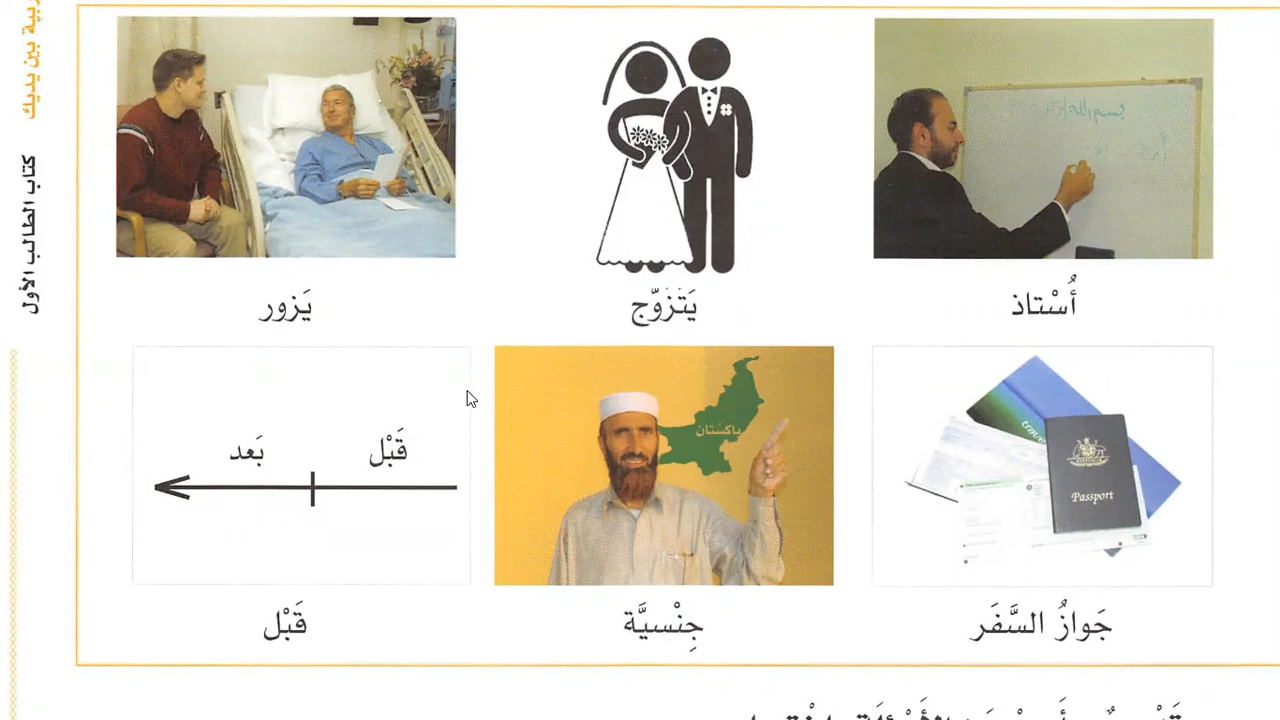 العربية بين يديك
كتاب الطالب الأول
بسم الله
أُسْتاذ
يَتَزَوَّج
يَزور
travel
Passport
باكستان
قَبْل
بَعد
جَوازُ السَّفَر
جِنْسيَّة
قَبْل